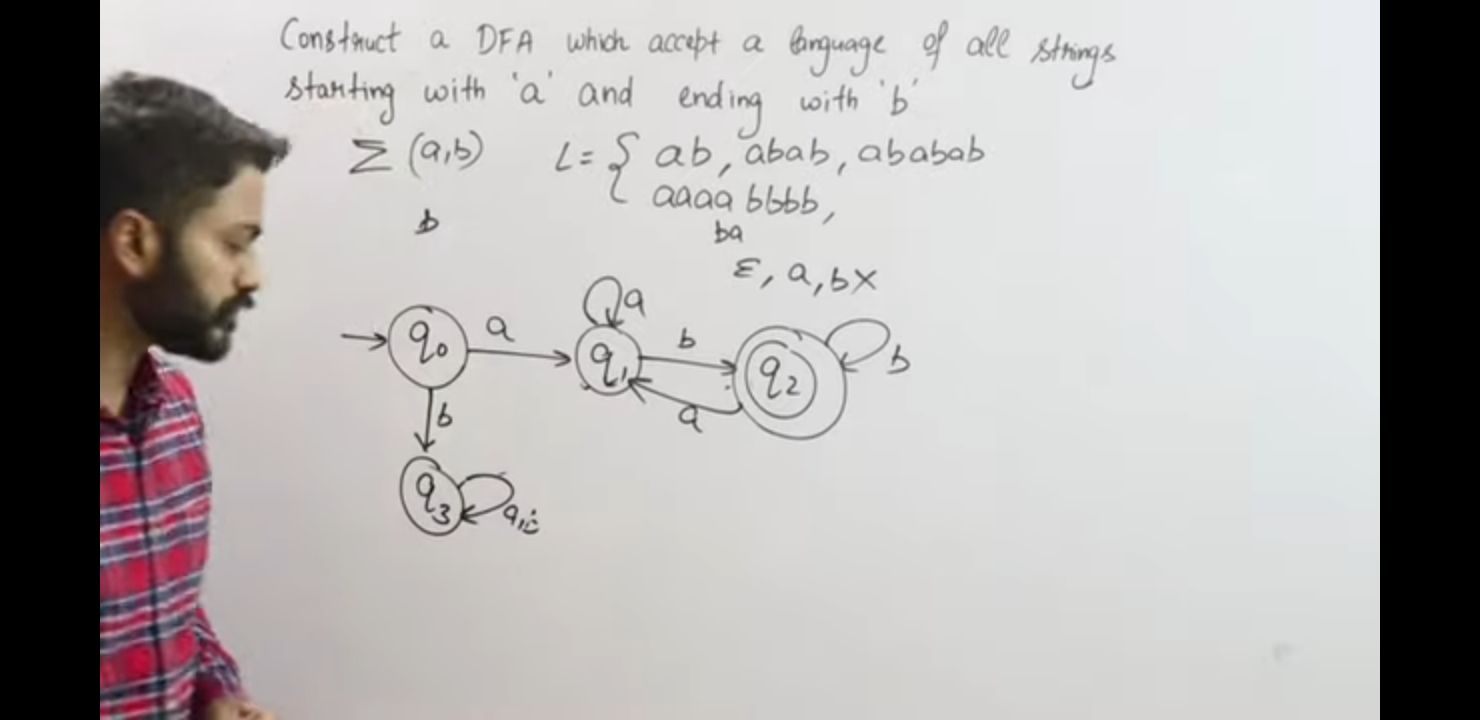 Construct a DFA which accept a language of all strings
starting with 'a' and ending with 'b'
Σ (a,b) L = { ab, abab, ababab
aaaa bbbb,
b
ba
ε, a, b X
a
q0 a q1 b q2 b
a
b
q3 a,